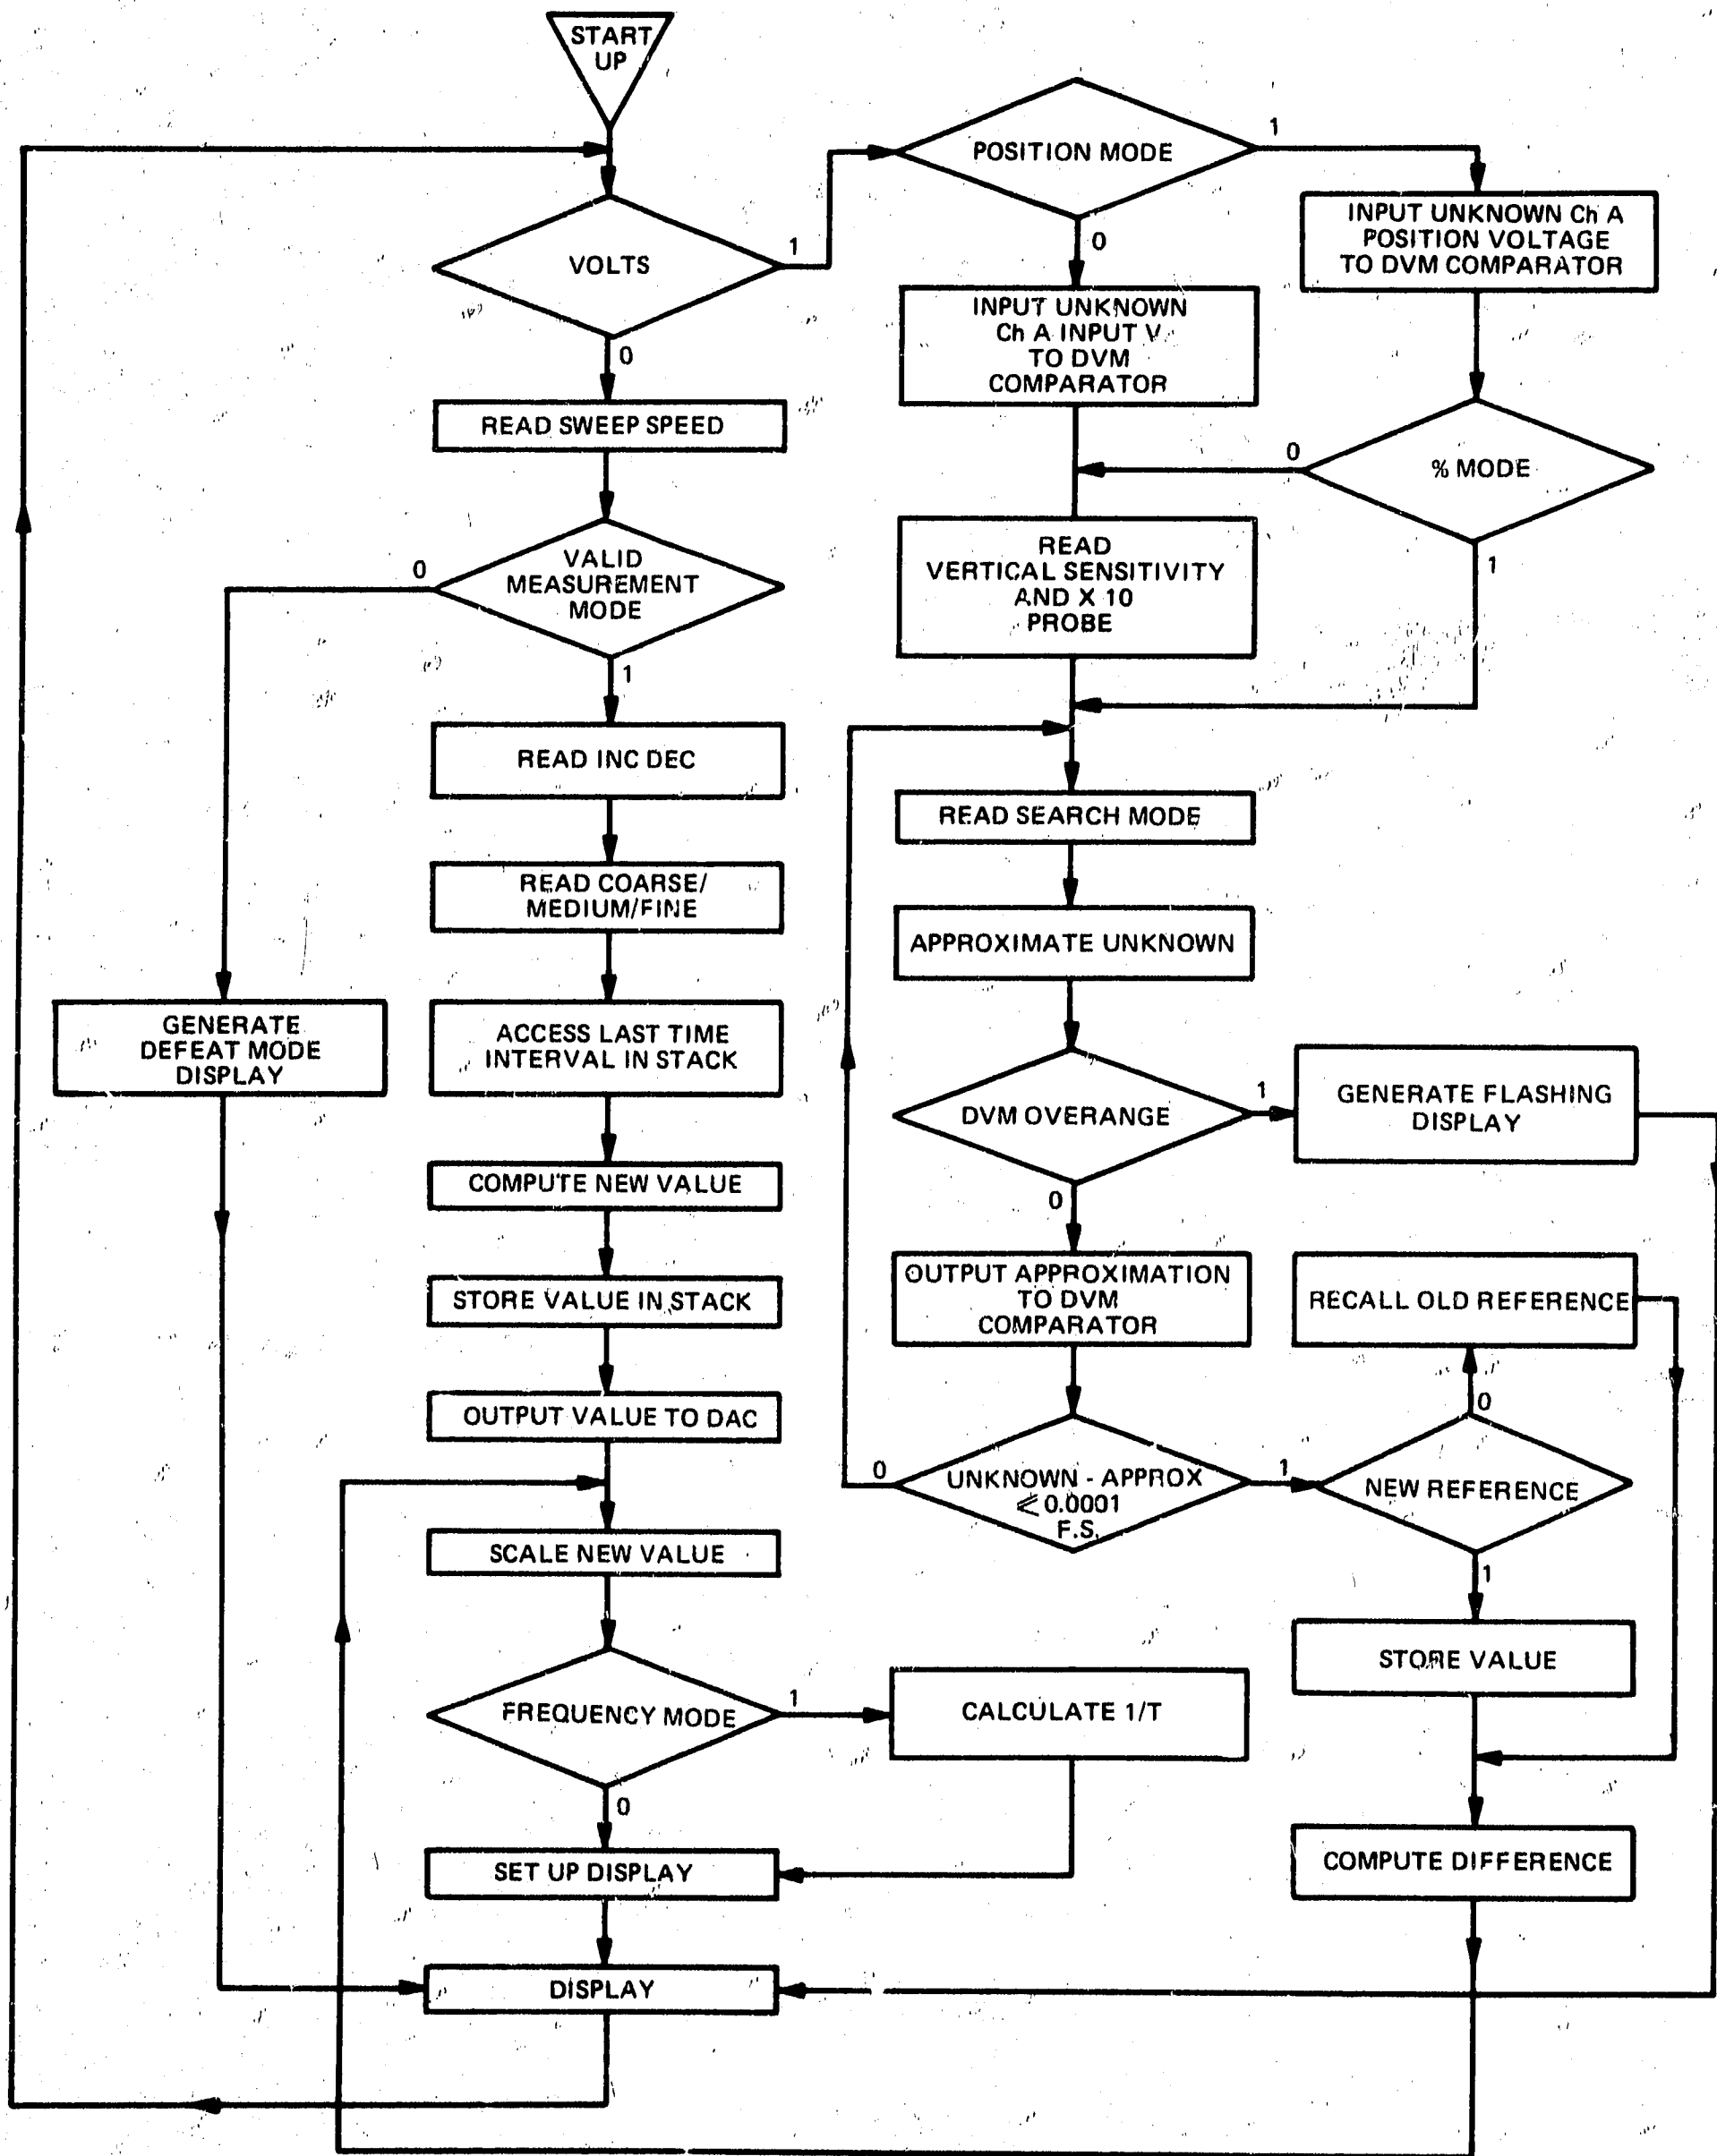 START
UP
VOLTS
1
0
READ SWEEP SPEED
VALID
MEASUREMENT
MODE
0
1
READ INC DEC
READ COARSE/
MEDIUM/FINE
GENERATE
DEFEAT MODE
DISPLAY
ACCESS LAST TIME
INTERVAL IN STACK
COMPUTE NEW VALUE
STORE VALUE IN STACK
OUTPUT VALUE TO DAC
SCALE NEW VALUE
FREQUENCY MODE
1
0
CALCULATE 1/T
SET UP DISPLAY
DISPLAY
POSITION MODE
1
0
INPUT UNKNOWN
Ch A INPUT V
TO DVM
COMPARATOR
INPUT UNKNOWN Ch A
POSITION VOLTAGE
TO DVM COMPARATOR
% MODE
0
1
READ
VERTICAL SENSITIVITY
AND X 10
PROBE
READ SEARCH MODE
APPROXIMATE UNKNOWN
DVM OVERANGE
1
0
GENERATE FLASHING
DISPLAY
OUTPUT APPROXIMATION
TO DVM
COMPARATOR
RECALL OLD REFERENCE
UNKNOWN - APPROX
≤ 0.0001
F.S.
0
1
NEW REFERENCE
0
1
STORE VALUE
COMPUTE DIFFERENCE